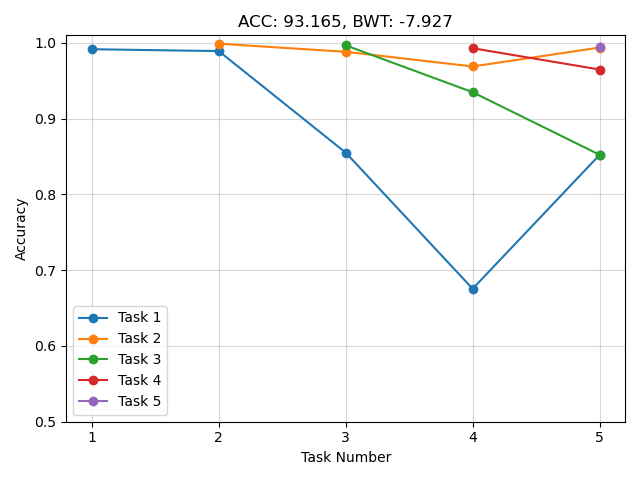 ACC: 93.165, BWT: -7.927
1.0
0.9
0.8
0.7
0.6
0.5
Accuracy
Task 1
Task 2
Task 3
Task 4
Task 5
1 2 3 4 5
Task Number